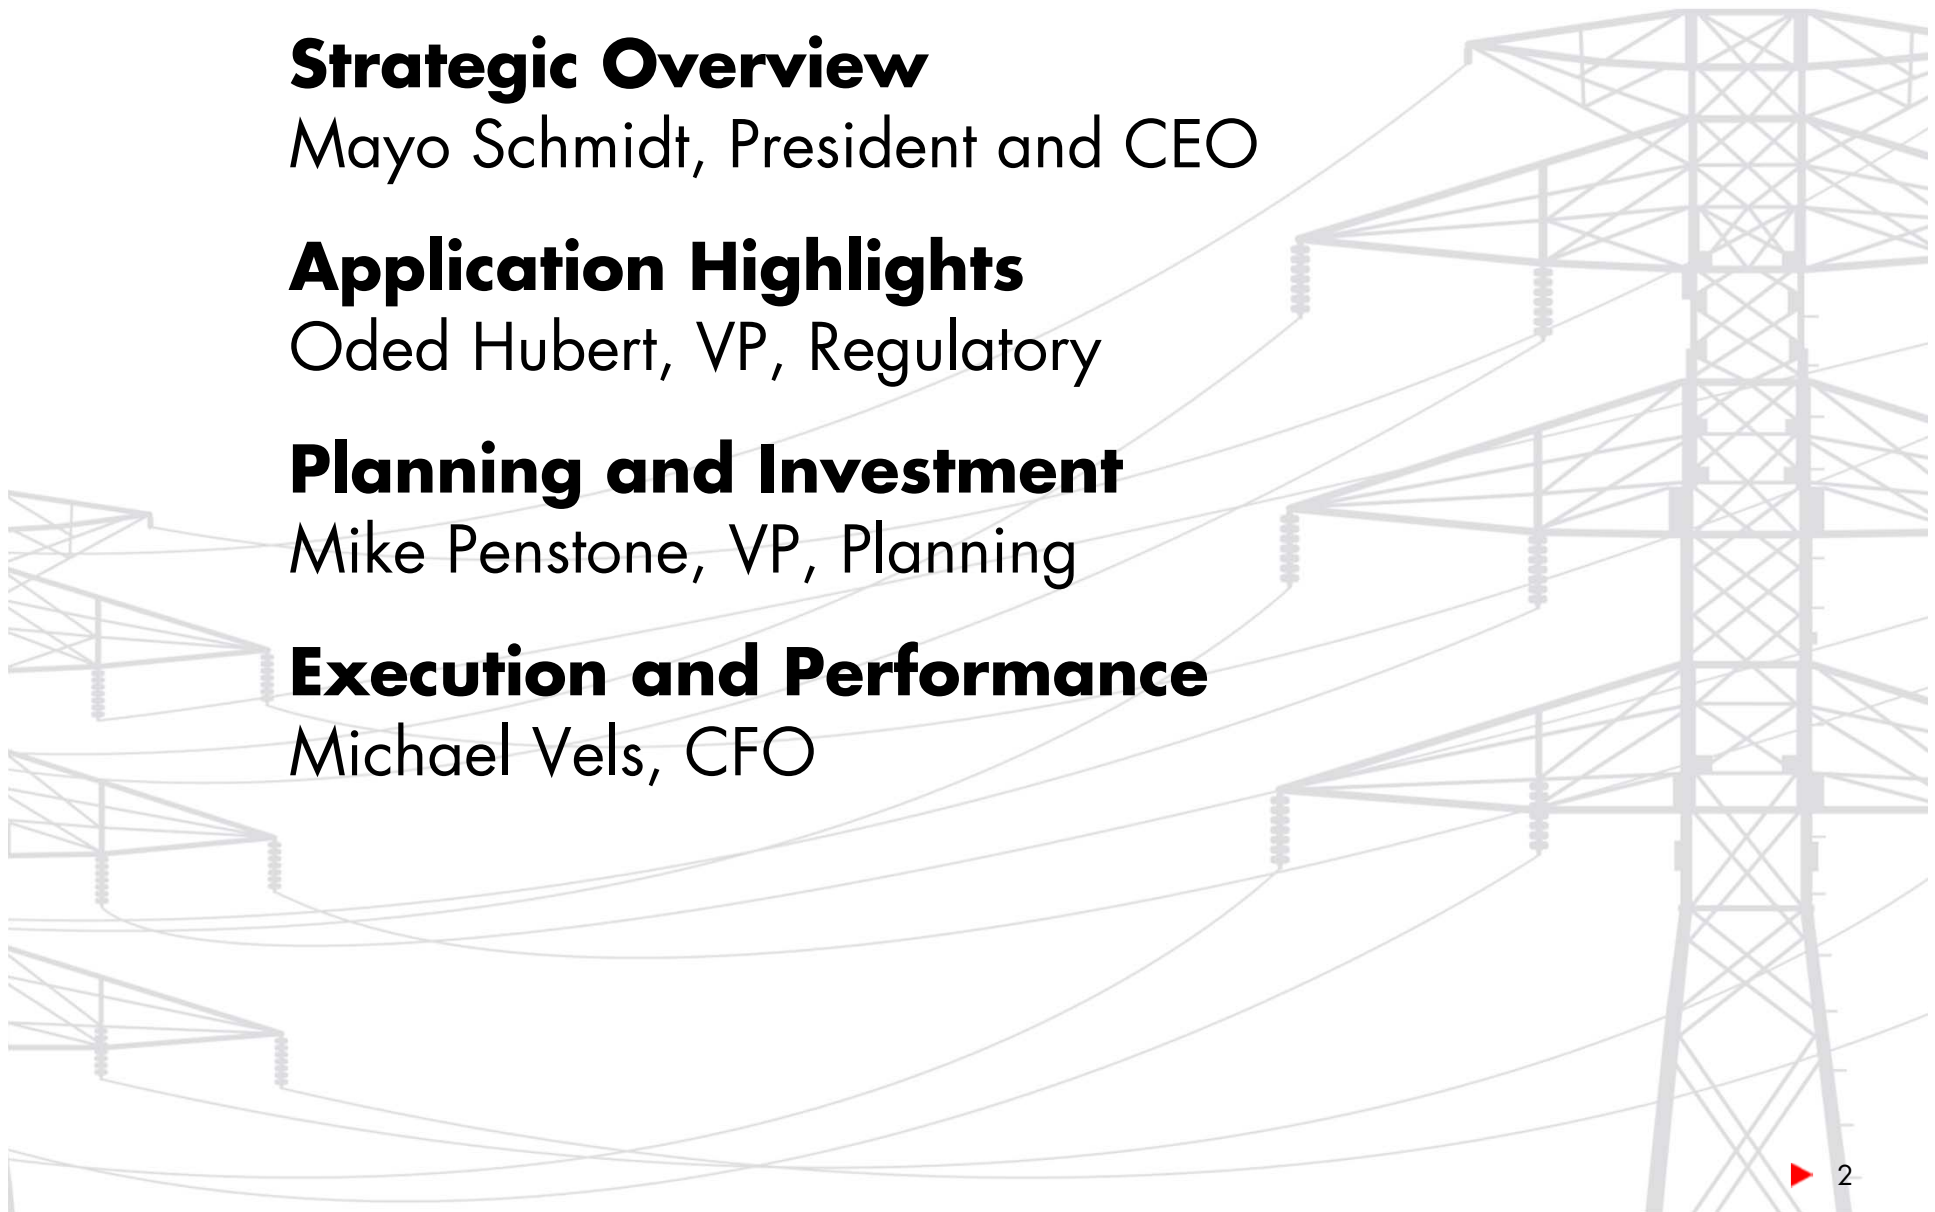 Strategic Overview
Mayo Schmidt, President and CEO
Application Highlights
Oded Hubert, VP, Regulatory
Planning and Investment
Mike Penstone, VP, Planning
Execution and Performance
Michael Vels, CFO
2